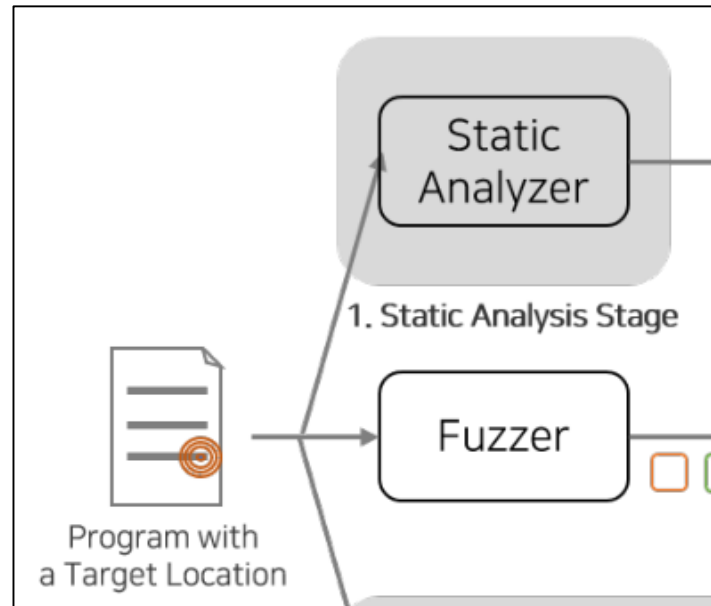 Static
Analyzer
1. Static Analysis Stage
Fuzzer
Program with
a Target Location